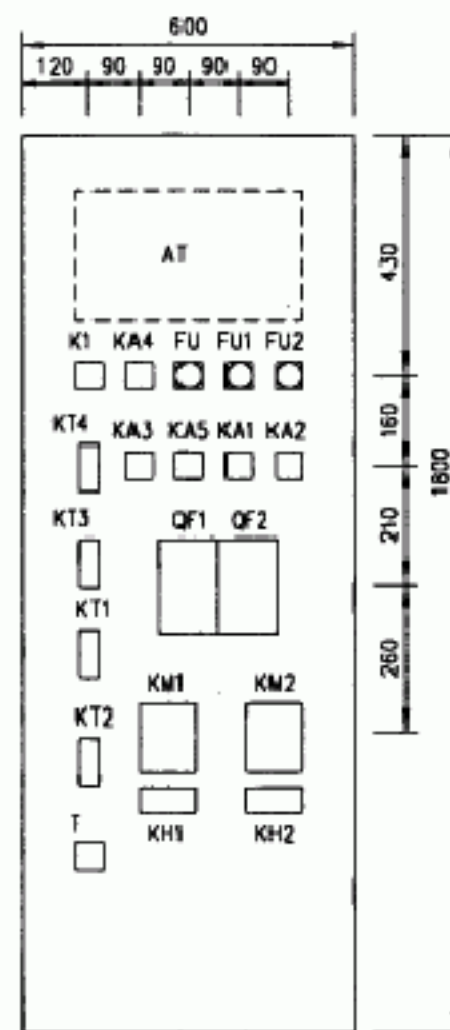 600
120 90 90 90 90
AT
430
K1 KA4 FU FU1 FU2
160
KT4 KA3 KA5 KA1 KA2
1800
KT3 QF1 QF2
210
KT1
260
KM1 KM2
KT2
T
KH1 KH2